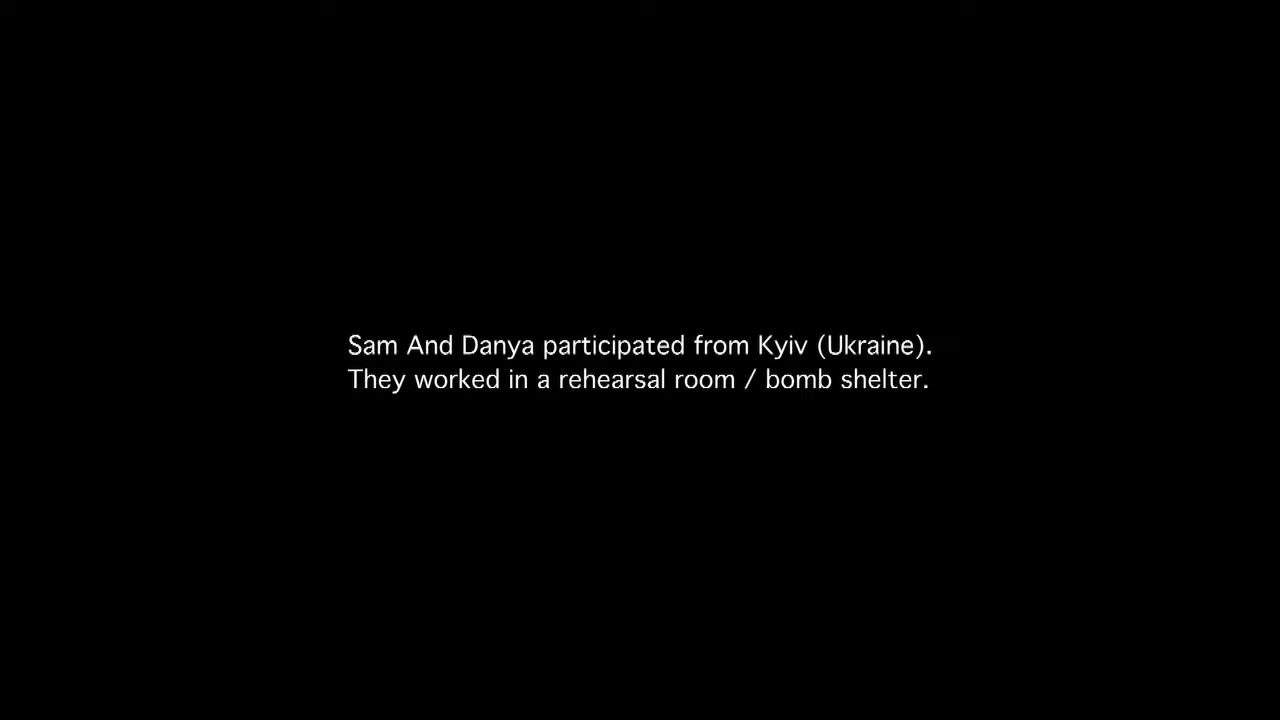 Sam And Danya participated from Kyiv (Ukraine).
They worked in a rehearsal room / bomb shelter.